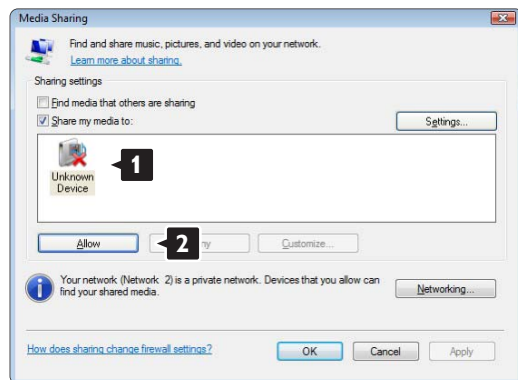 Media Sharing
Find and share music, pictures, and video on your network.
Learn more about sharing.
Sharing settings
Find media that others are sharing
Share my media to:
Settings...
Unknown
Device
1
Allow
2
ny
Customize...
Your network (Network 2) is a private network. Devices that you allow can
find your shared media.
Networking...
How does sharing change firewall settings?
OK
Cancel
Apply